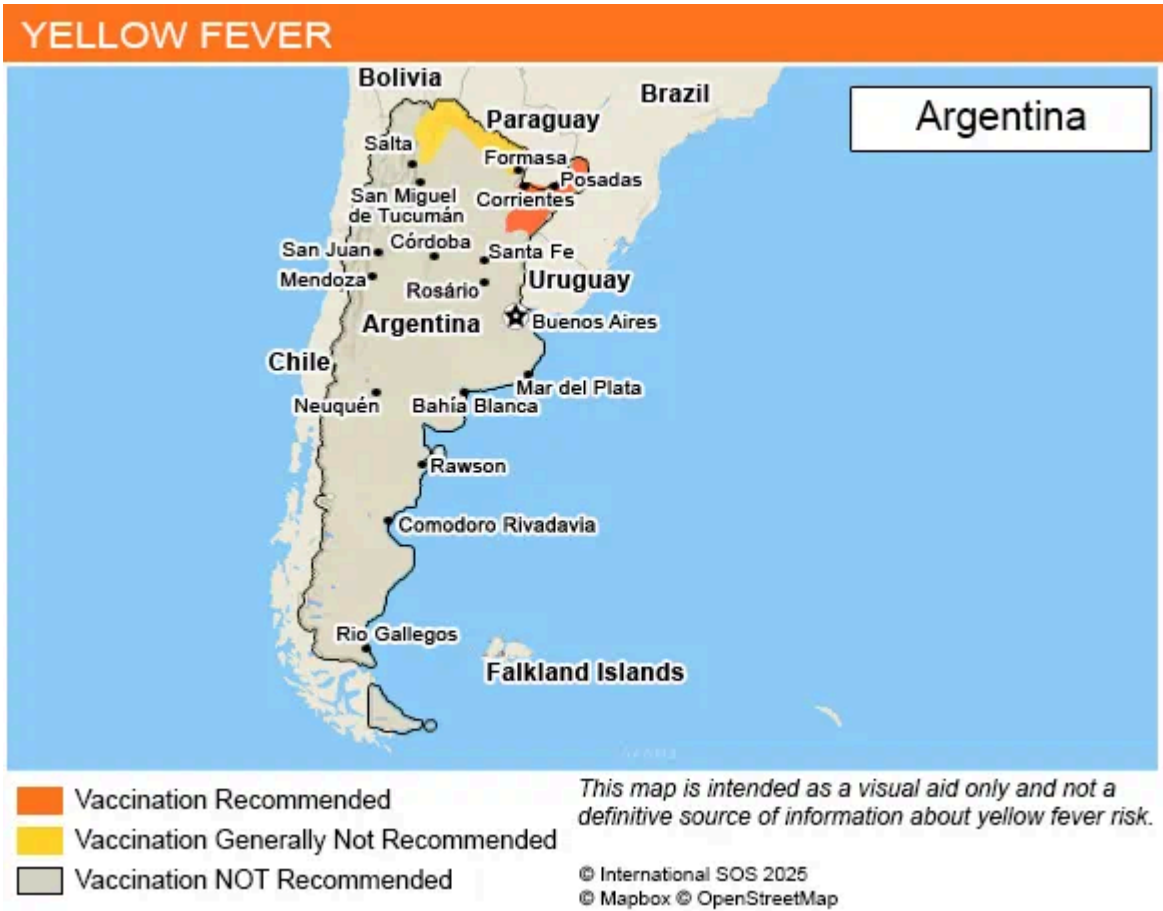 YELLOW FEVER
Argentina
Bolivia
Brazil
Paraguay
Salta
Formasa
Posadas
San Miguel
de Tucumán
Corrientes
San Juan
Córdoba
Santa Fe
Mendoza
Rosário
Uruguay
Argentina
Buenos Aires
Chile
Mar del Plata
Neuquén
Bahía Blanca
Rawson
Comodoro Rivadavia
Rio Gallegos
Falkland Islands
Vaccination Recommended
Vaccination Generally Not Recommended
Vaccination NOT Recommended
This map is intended as a visual aid only and not a
definitive source of information about yellow fever risk.
© International SOS 2025
© Mapbox © OpenStreetMap